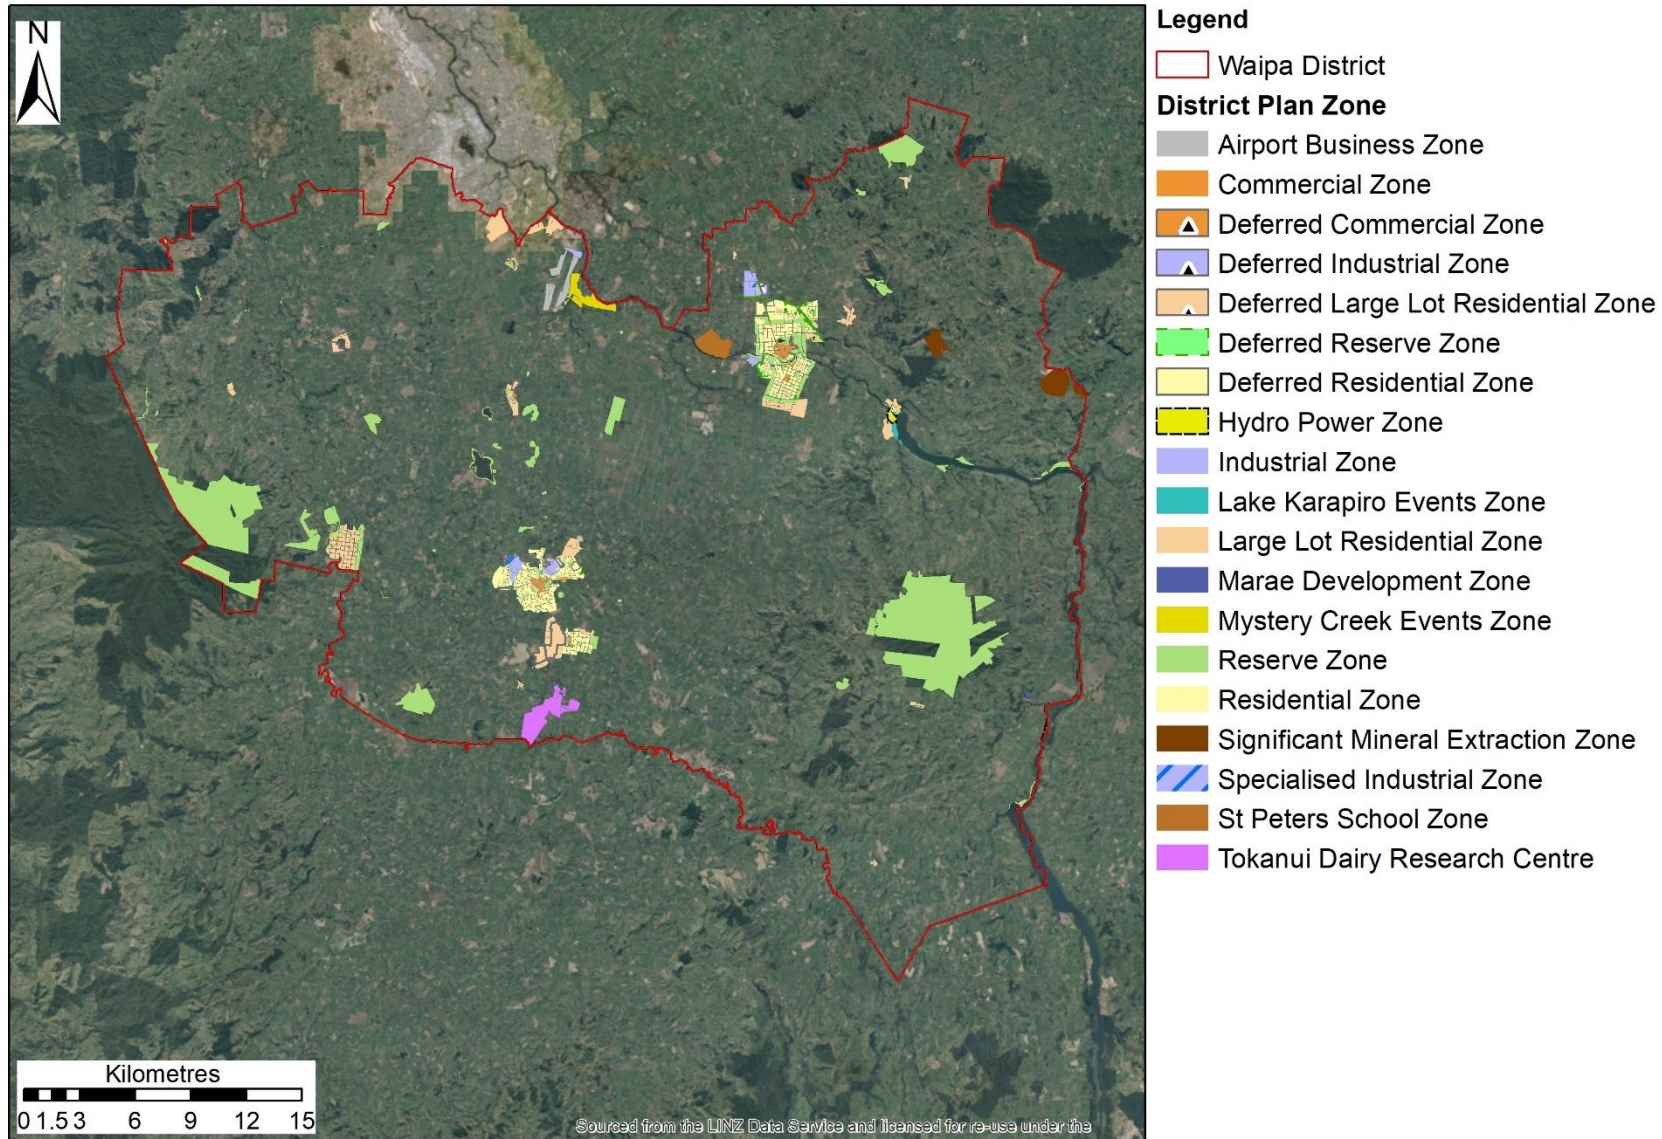 N
Legend
Waipa District
District Plan Zone
Airport Business Zone
Commercial Zone
Deferred Commercial Zone
Deferred Industrial Zone
Deferred Large Lot Residential Zone
Deferred Reserve Zone
Deferred Residential Zone
Hydro Power Zone
Industrial Zone
Lake Karapiro Events Zone
Large Lot Residential Zone
Marae Development Zone
Mystery Creek Events Zone
Reserve Zone
Residential Zone
Significant Mineral Extraction Zone
Specialised Industrial Zone
St Peters School Zone
Tokanui Dairy Research Centre
Kilometres
0 1.5 3 6 9 12 15
Sourced from the LINZ Data Service and licensed for re-use under the